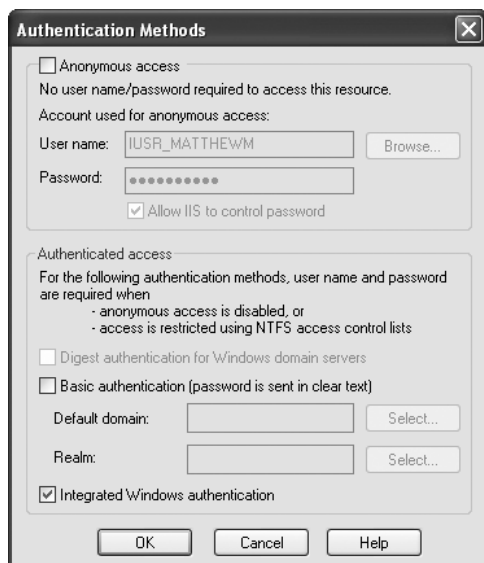 Authentication Methods
Anonymous access
No user name/password required to access this resource.
Account used for anonymous access:
User name: IUSR_MATTHEWM Browse...
Password: ●●●●●●●●●●
Allow IIS to control password
Authenticated access
For the following authentication methods, user name and password
are required when
- anonymous access is disabled, or
- access is restricted using NTFS access control lists
Digest authentication for Windows domain servers
Basic authentication (password is sent in clear text)
Default domain: Select...
Realm: Select...
Integrated Windows authentication
OK Cancel Help